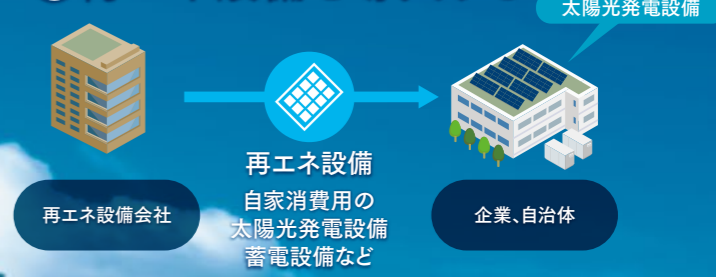 太陽光発電設備
再エネ設備
自家消費用の
太陽光発電設備
蓄電設備など
再エネ設備会社
企業、自治体